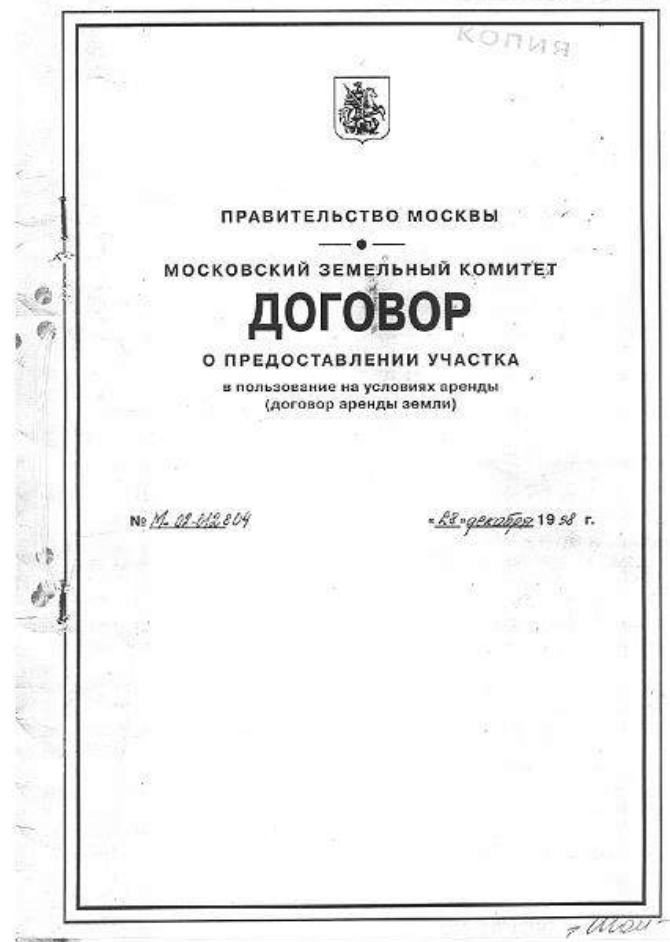 КОПИЯ
ПРАВИТЕЛЬСТВО МОСКВЫ
МОСКОВСКИЙ ЗЕМЕЛЬНЫЙ КОМИТЕТ
ДОГОВОР
О ПРЕДОСТАВЛЕНИИ УЧАСТКА
в пользование на условиях аренды
(договор аренды земли)
№ М-02-012804 «28» декабря 1998 г.